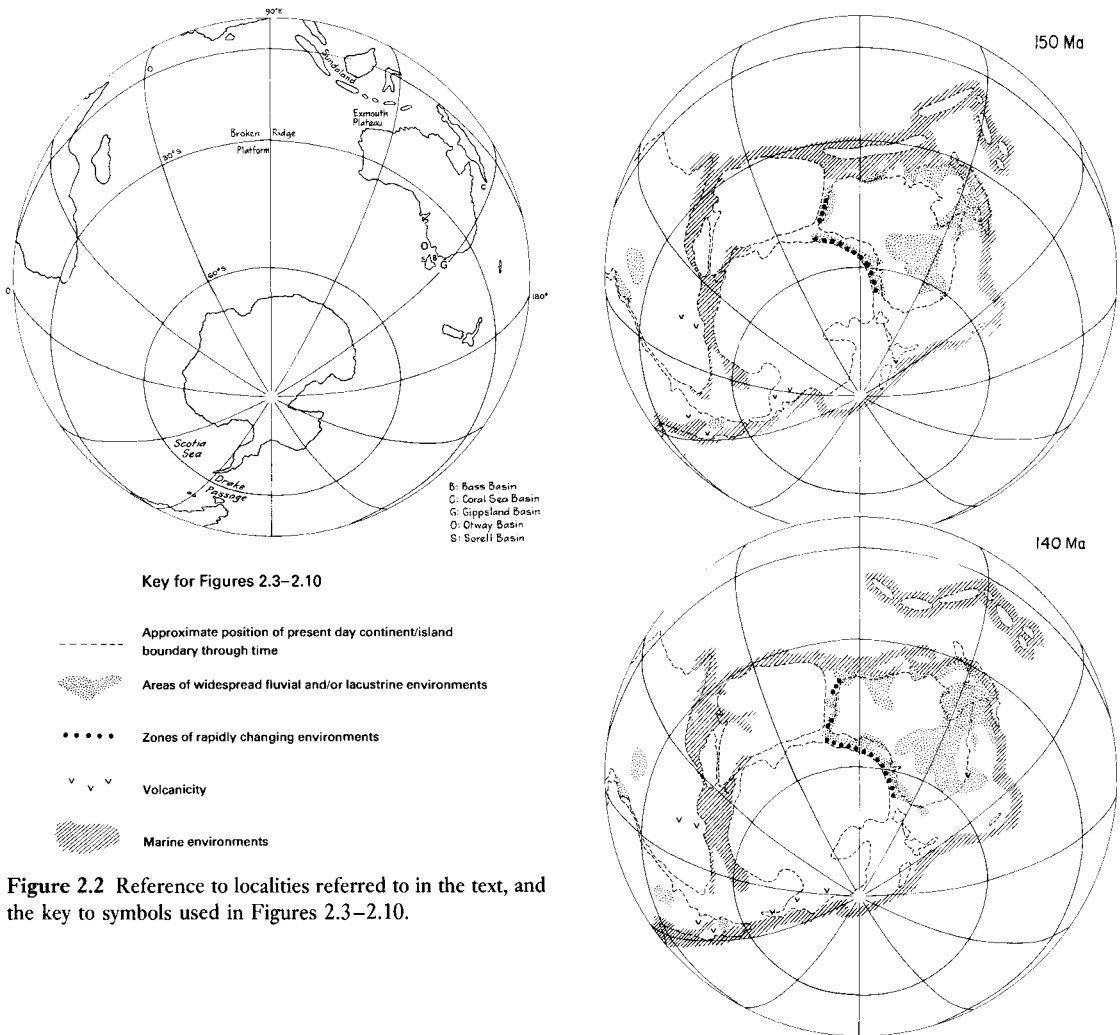 90°E
Sundaland
Exmouth
Plateau
Broken Ridge
Platform
30°S
C
O
S
B
G
60°S
0
180°
Scotia
Sea
Drake
Passage
B: Bass Basin
C: Coral Sea Basin
G: Gippsland Basin
O: Otway Basin
S: Sorell Basin
Key for Figures 2.3–2.10
Approximate position of present day continent/island
boundary through time
Areas of widespread fluvial and/or lacustrine environments
Zones of rapidly changing environments
Volcanicity
Marine environments
Figure 2.2 Reference to localities referred to in the text, and
the key to symbols used in Figures 2.3–2.10.
150 Ma
140 Ma